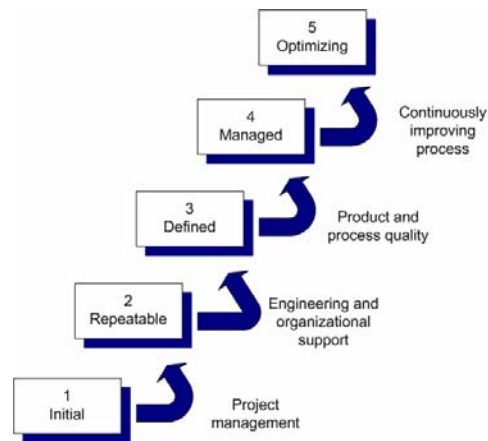 5
Optimizing
4
Managed
Continuously
improving
process
3
Defined
Product and
process quality
2
Repeatable
Engineering and
organizational
support
1
Initial
Project
management